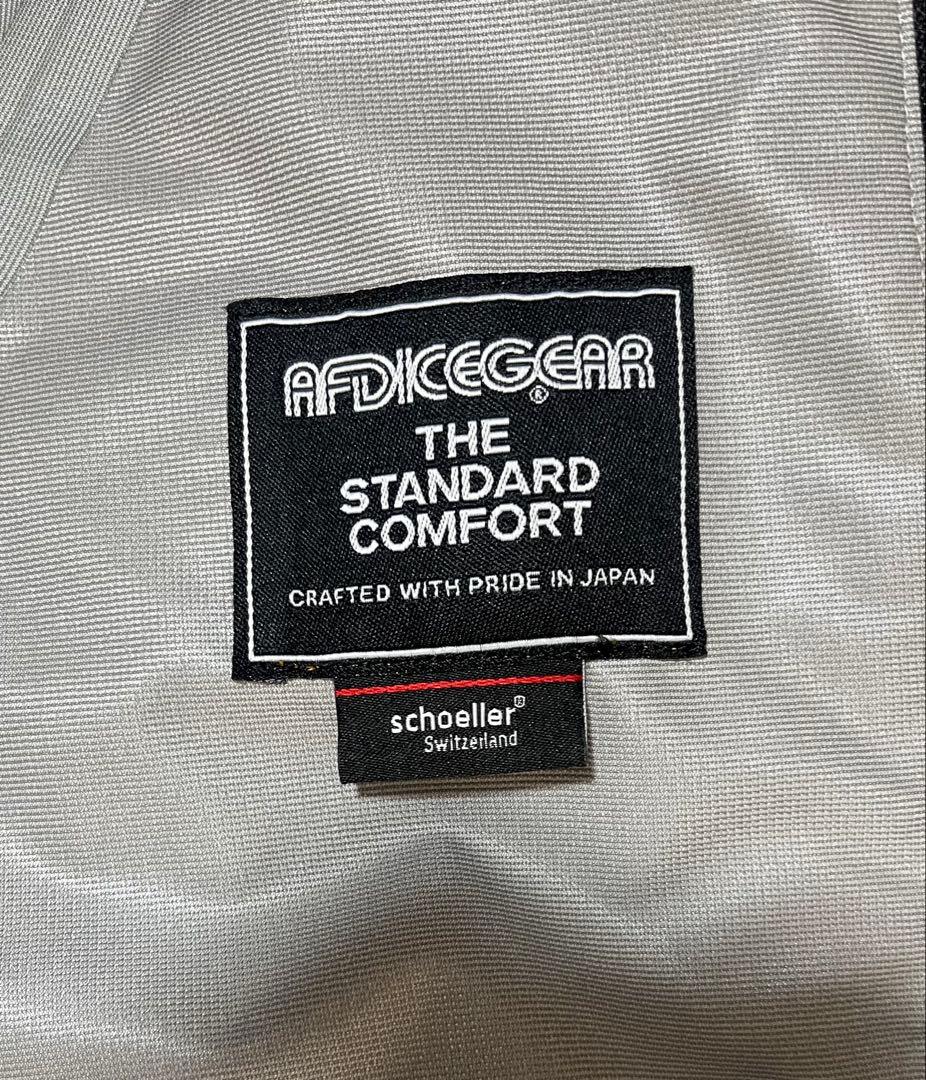 AFDICEGEAR®
THE
STANDARD
COMFORT
CRAFTED WITH PRIDE IN JAPAN
schoeller®
Switzerland